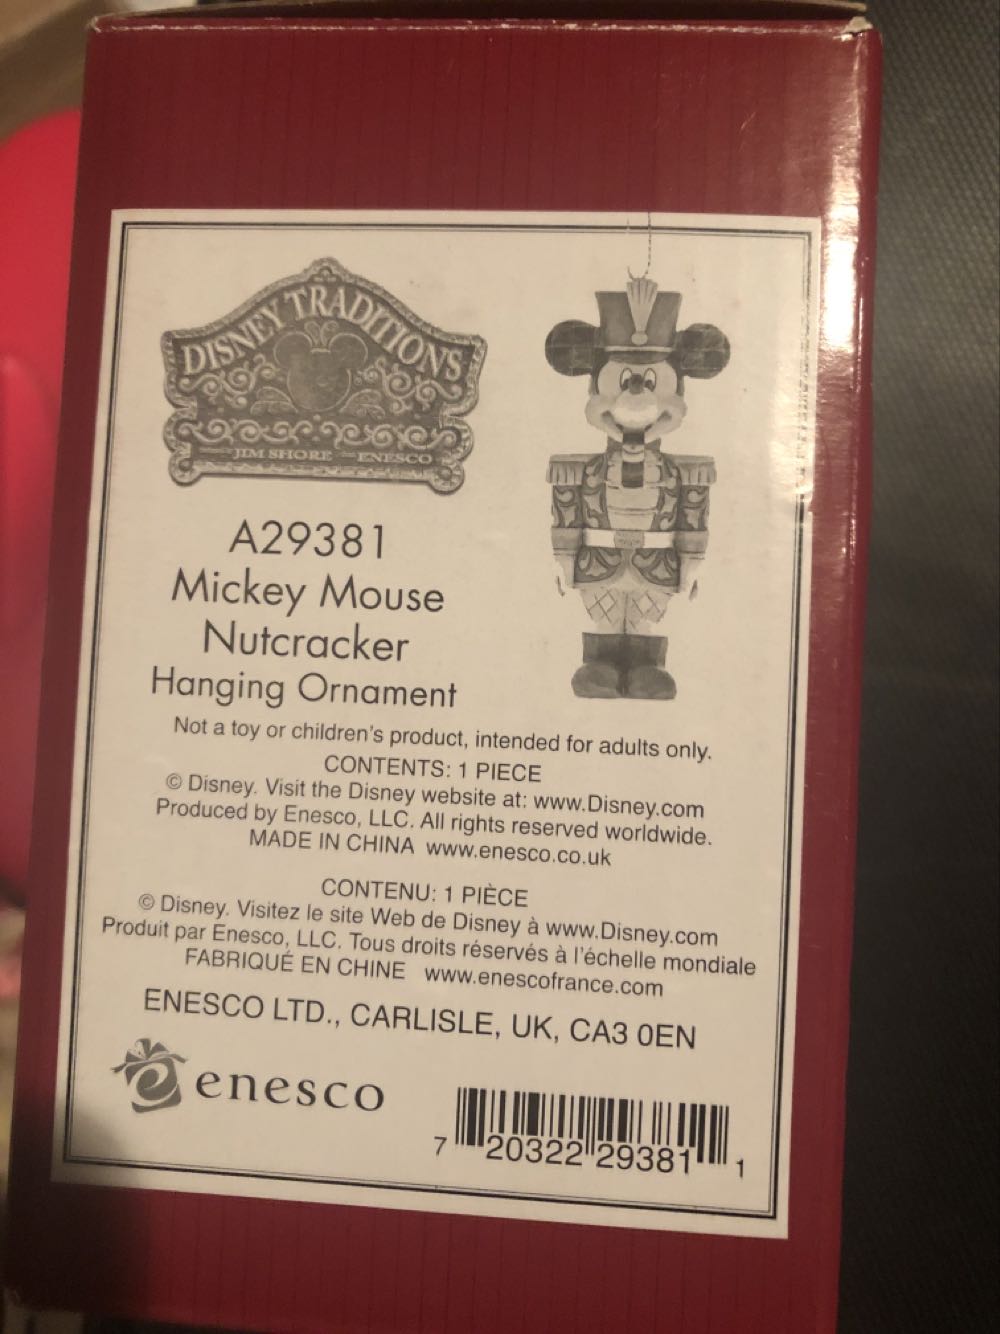 DISNEY TRADITIONS
JIM SHORE ENESCO
A29381
Mickey Mouse
Nutcracker
Hanging Ornament
Not a toy or children's product, intended for adults only.
CONTENTS: 1 PIECE
© Disney. Visit the Disney website at: www.Disney.com
Produced by Enesco, LLC. All rights reserved worldwide.
MADE IN CHINA www.enesco.co.uk
CONTENU: 1 PIÈCE
© Disney. Visitez le site Web de Disney à www.Disney.com
Produit par Enesco, LLC. Tous droits réservés à l'échelle mondiale
FABRIQUÉ EN CHINE www.enescofrance.com
ENESCO LTD., CARLISLE, UK, CA3 0EN
enesco
7 20322 29381 1